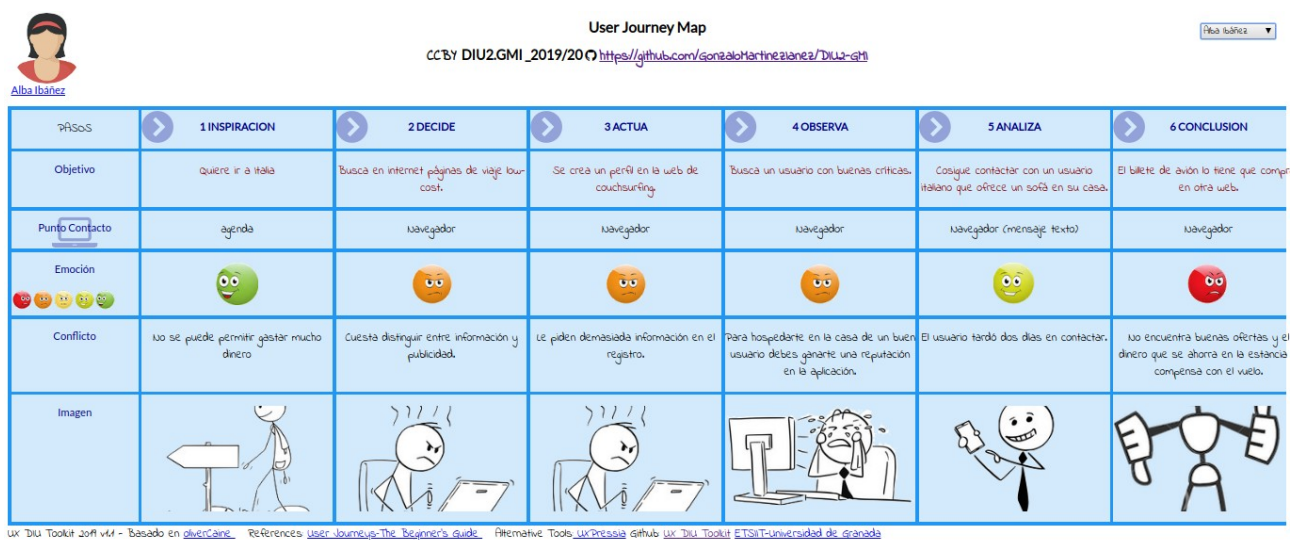 User Journey Map
Alba Ibáñez ▼
CCBY DIU2.GMI_2019/20 https://github.com/GonzaloMartinezIanez/DIU2-GMI
Alba Ibáñez
PASOS
1 INSPIRACION
2 DECIDE
3 ACTUA
4 OBSERVA
5 ANALIZA
6 CONCLUSION
Objetivo
Quiere ir a Italia
Busca en internet páginas de viaje low-
cost.
Se crea un perfil en la web de
couchsurfing.
Busca un usuario con buenas críticas.
Cosigue contactar con un usuario
italiano que ofrece un sofá en su casa.
El billete de avión lo tiene que compr
en otra web.
Punto Contacto
agenda
Navegador
Navegador
Navegador
Navegador (mensaje texto)
Navegador
Emoción
Conflicto
No se puede permitir gastar mucho
dinero
Cuesta distinguir entre información y
publicidad.
Le piden demasiada información en el
registro.
Para hospedarte en la casa de un buen
usuario debes ganarte una reputación
en la aplicación.
El usuario tardó dos días en contactar.
No encuentra buenas ofertas y el
dinero que se ahorra en la estancia
compensa con el vuelo.
Imagen
UX DIU Toolkit 2019 v1.1 - Basado en oliverCaine References User Journeys-The Beginner's Guide Alternative Tools UXPressia Github UX DIU Toolkit ETSIIT-Universidad de Granada